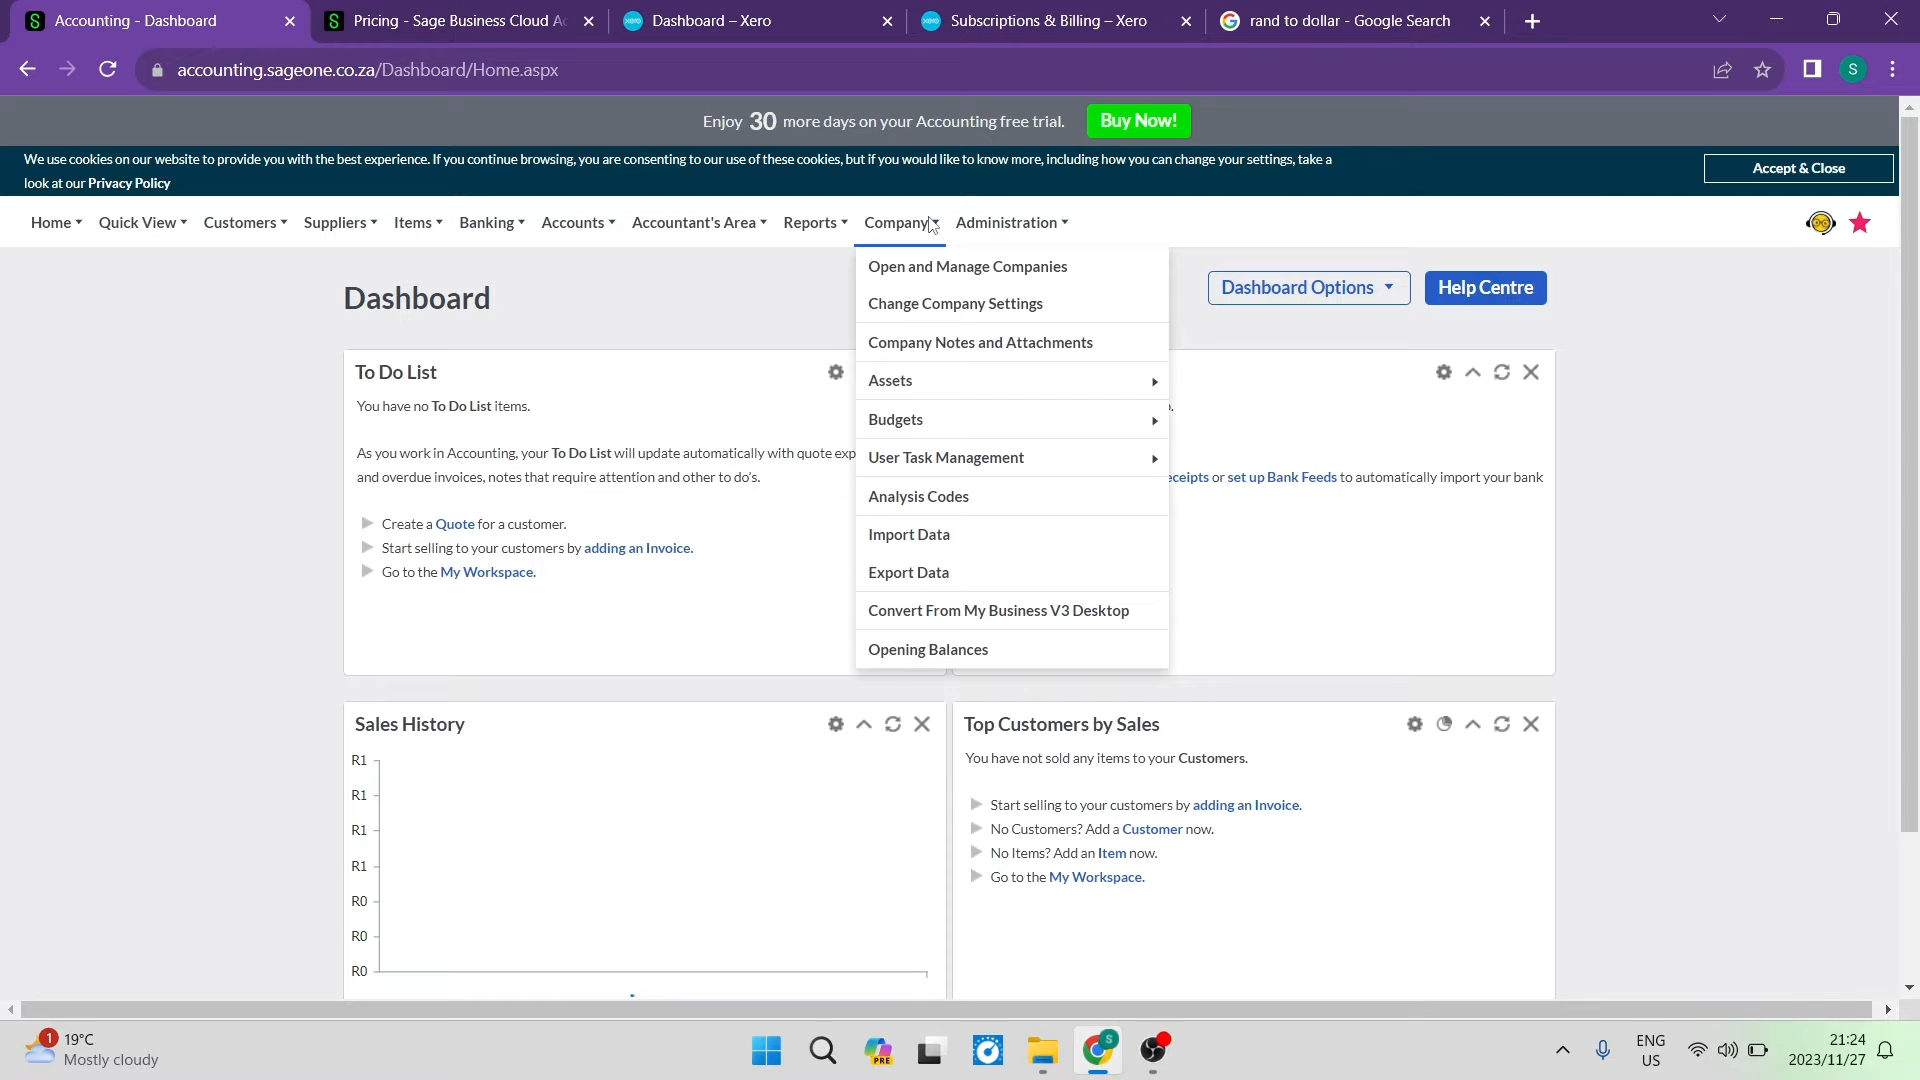 Accounting - Dashboard
Pricing - Sage Business Cloud Ac
Dashboard – Xero
Subscriptions & Billing – Xero
rand to dollar - Google Search
accounting.sageone.co.za/Dashboard/Home.aspx
S
Enjoy 30 more days on your Accounting free trial.
Buy Now!
We use cookies on our website to provide you with the best experience. If you continue browsing, you are consenting to our use of these cookies, but if you would like to know more, including how you can change your settings, take a
look at our Privacy Policy
Accept & Close
Home
Quick View
Customers
Suppliers
Items
Banking
Accounts
Accountant's Area
Reports
Company
Administration
Open and Manage Companies
Change Company Settings
Company Notes and Attachments
Assets
Budgets
User Task Management
Analysis Codes
Import Data
Export Data
Convert From My Business V3 Desktop
Opening Balances
Dashboard
Dashboard Options
Help Centre
To Do List
You have no To Do List items.
As you work in Accounting, your To Do List will update automatically with quote exp
and overdue invoices, notes that require attention and other to do's.
Create a Quote for a customer.
Start selling to your customers by adding an Invoice.
Go to the My Workspace.
eceipts or set up Bank Feeds to automatically import your bank
Sales History
R1
R1
R1
R1
R0
R0
R0
Top Customers by Sales
You have not sold any items to your Customers.
Start selling to your customers by adding an Invoice.
No Customers? Add a Customer now.
No Items? Add an Item now.
Go to the My Workspace.
1
19°C
Mostly cloudy
PRE
S
ENG
US
21:24
2023/11/27